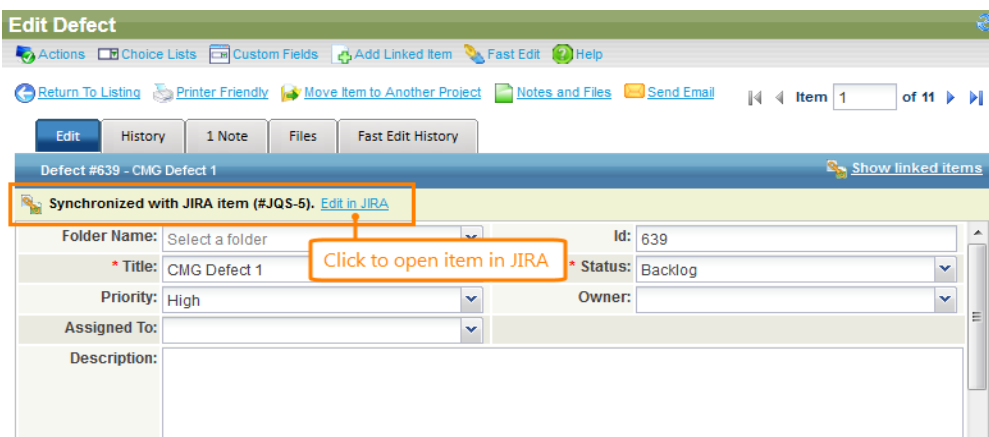 Edit Defect
Actions Choice Lists Custom Fields Add Linked Item Fast Edit Help
Return To Listing Printer Friendly Move Item to Another Project Notes and Files Send Email Item 1 of 11
Edit History 1 Note Files Fast Edit History
Defect #639 - CMG Defect 1 Show linked items
Synchronized with JIRA item (#JQS-5). Edit in JIRA
Folder Name: Select a folder Id: 639
Click to open item in JIRA
* Title: CMG Defect 1 * Status: Backlog
Priority: High Owner:
Assigned To:
Description: